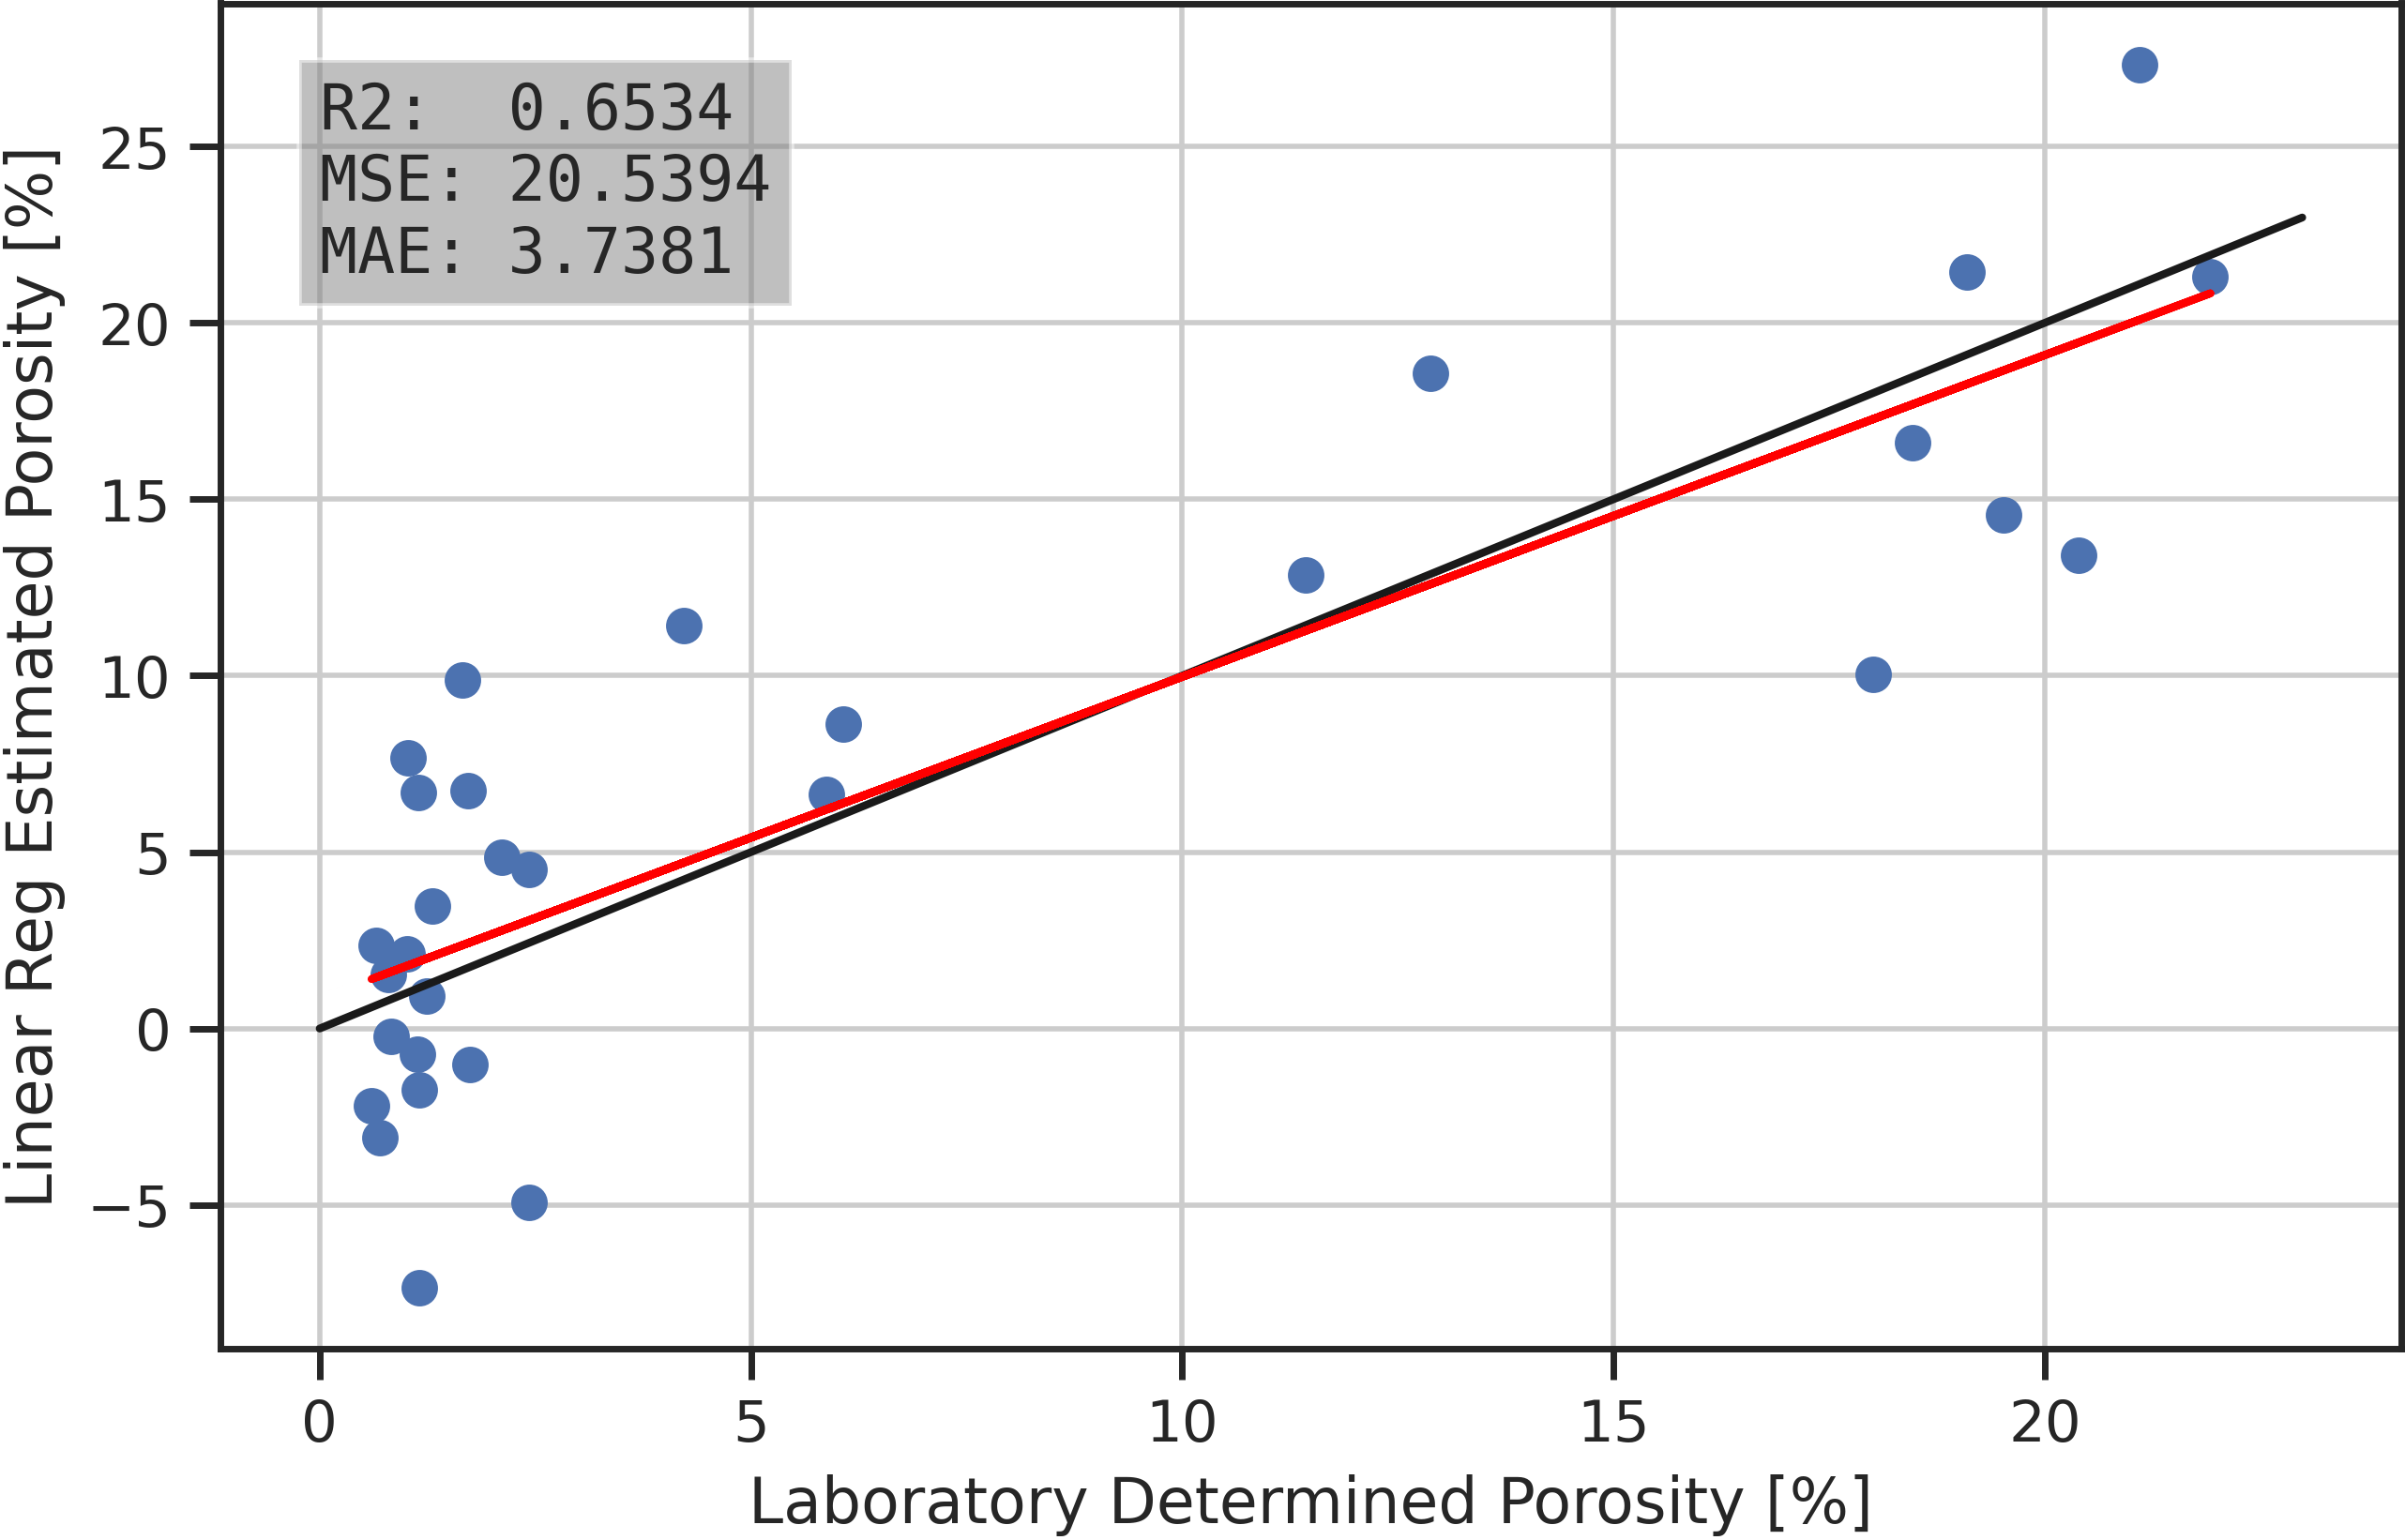 R2:  0.6534
MSE: 20.5394
MAE: 3.7381
Linear Reg Estimated Porosity [%]
25
20
15
10
5
0
−5
0 5 10 15 20
Laboratory Determined Porosity [%]